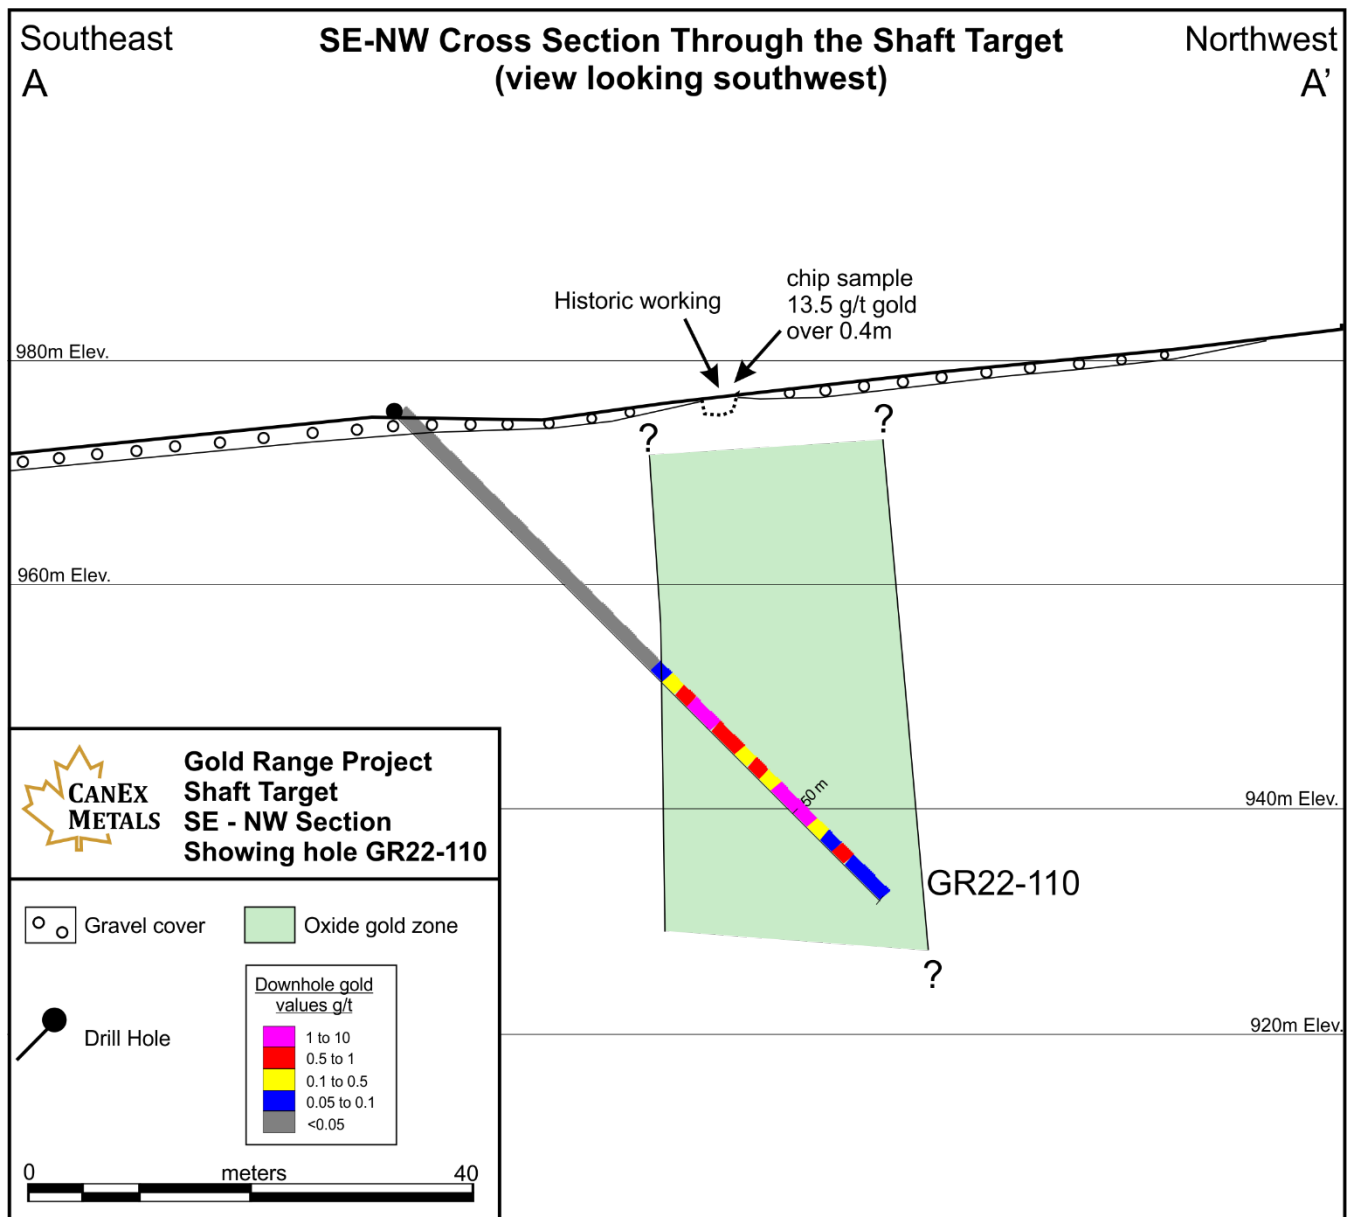 Southeast
A
SE-NW Cross Section Through the Shaft Target
(view looking southwest)
Northwest
A'
Historic working
chip sample
13.5 g/t gold
over 0.4m
980m Elev.
?
?
960m Elev.
50 m
940m Elev.
GR22-110
?
920m Elev.
CANEX
METALS
Gold Range Project
Shaft Target
SE - NW Section
Showing hole GR22-110
Gravel cover
Oxide gold zone
Drill Hole
Downhole gold
values g/t
1 to 10
0.5 to 1
0.1 to 0.5
0.05 to 0.1
<0.05
0 meters 40